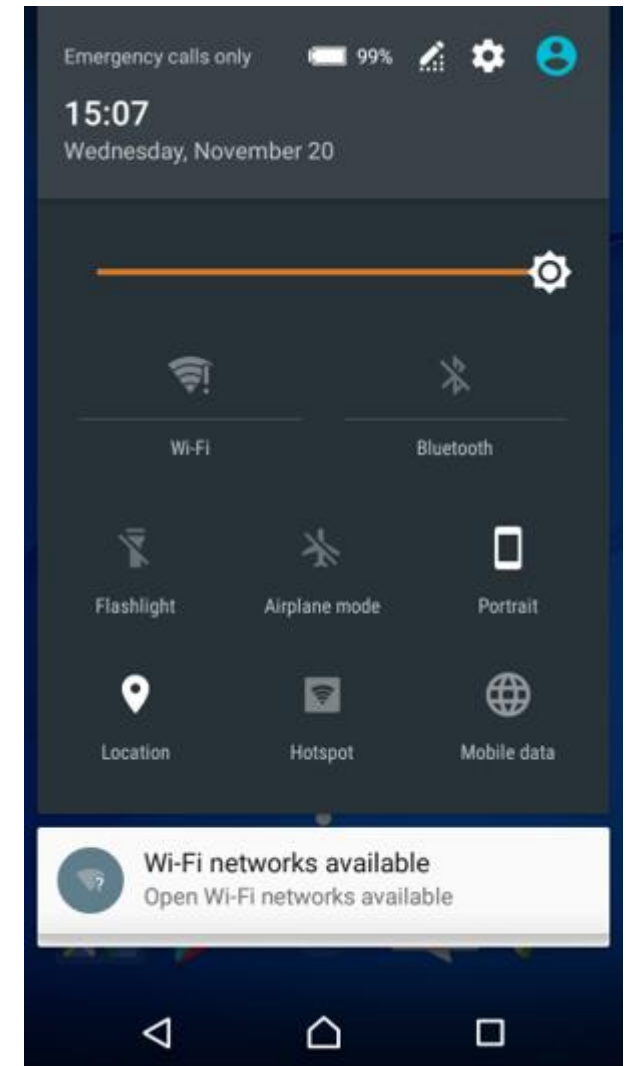 Emergency calls only 99%
15:07
Wednesday, November 20
Wi-Fi Bluetooth
Flashlight Airplane mode Portrait
Location Hotspot Mobile data
Wi-Fi networks available
Open Wi-Fi networks available